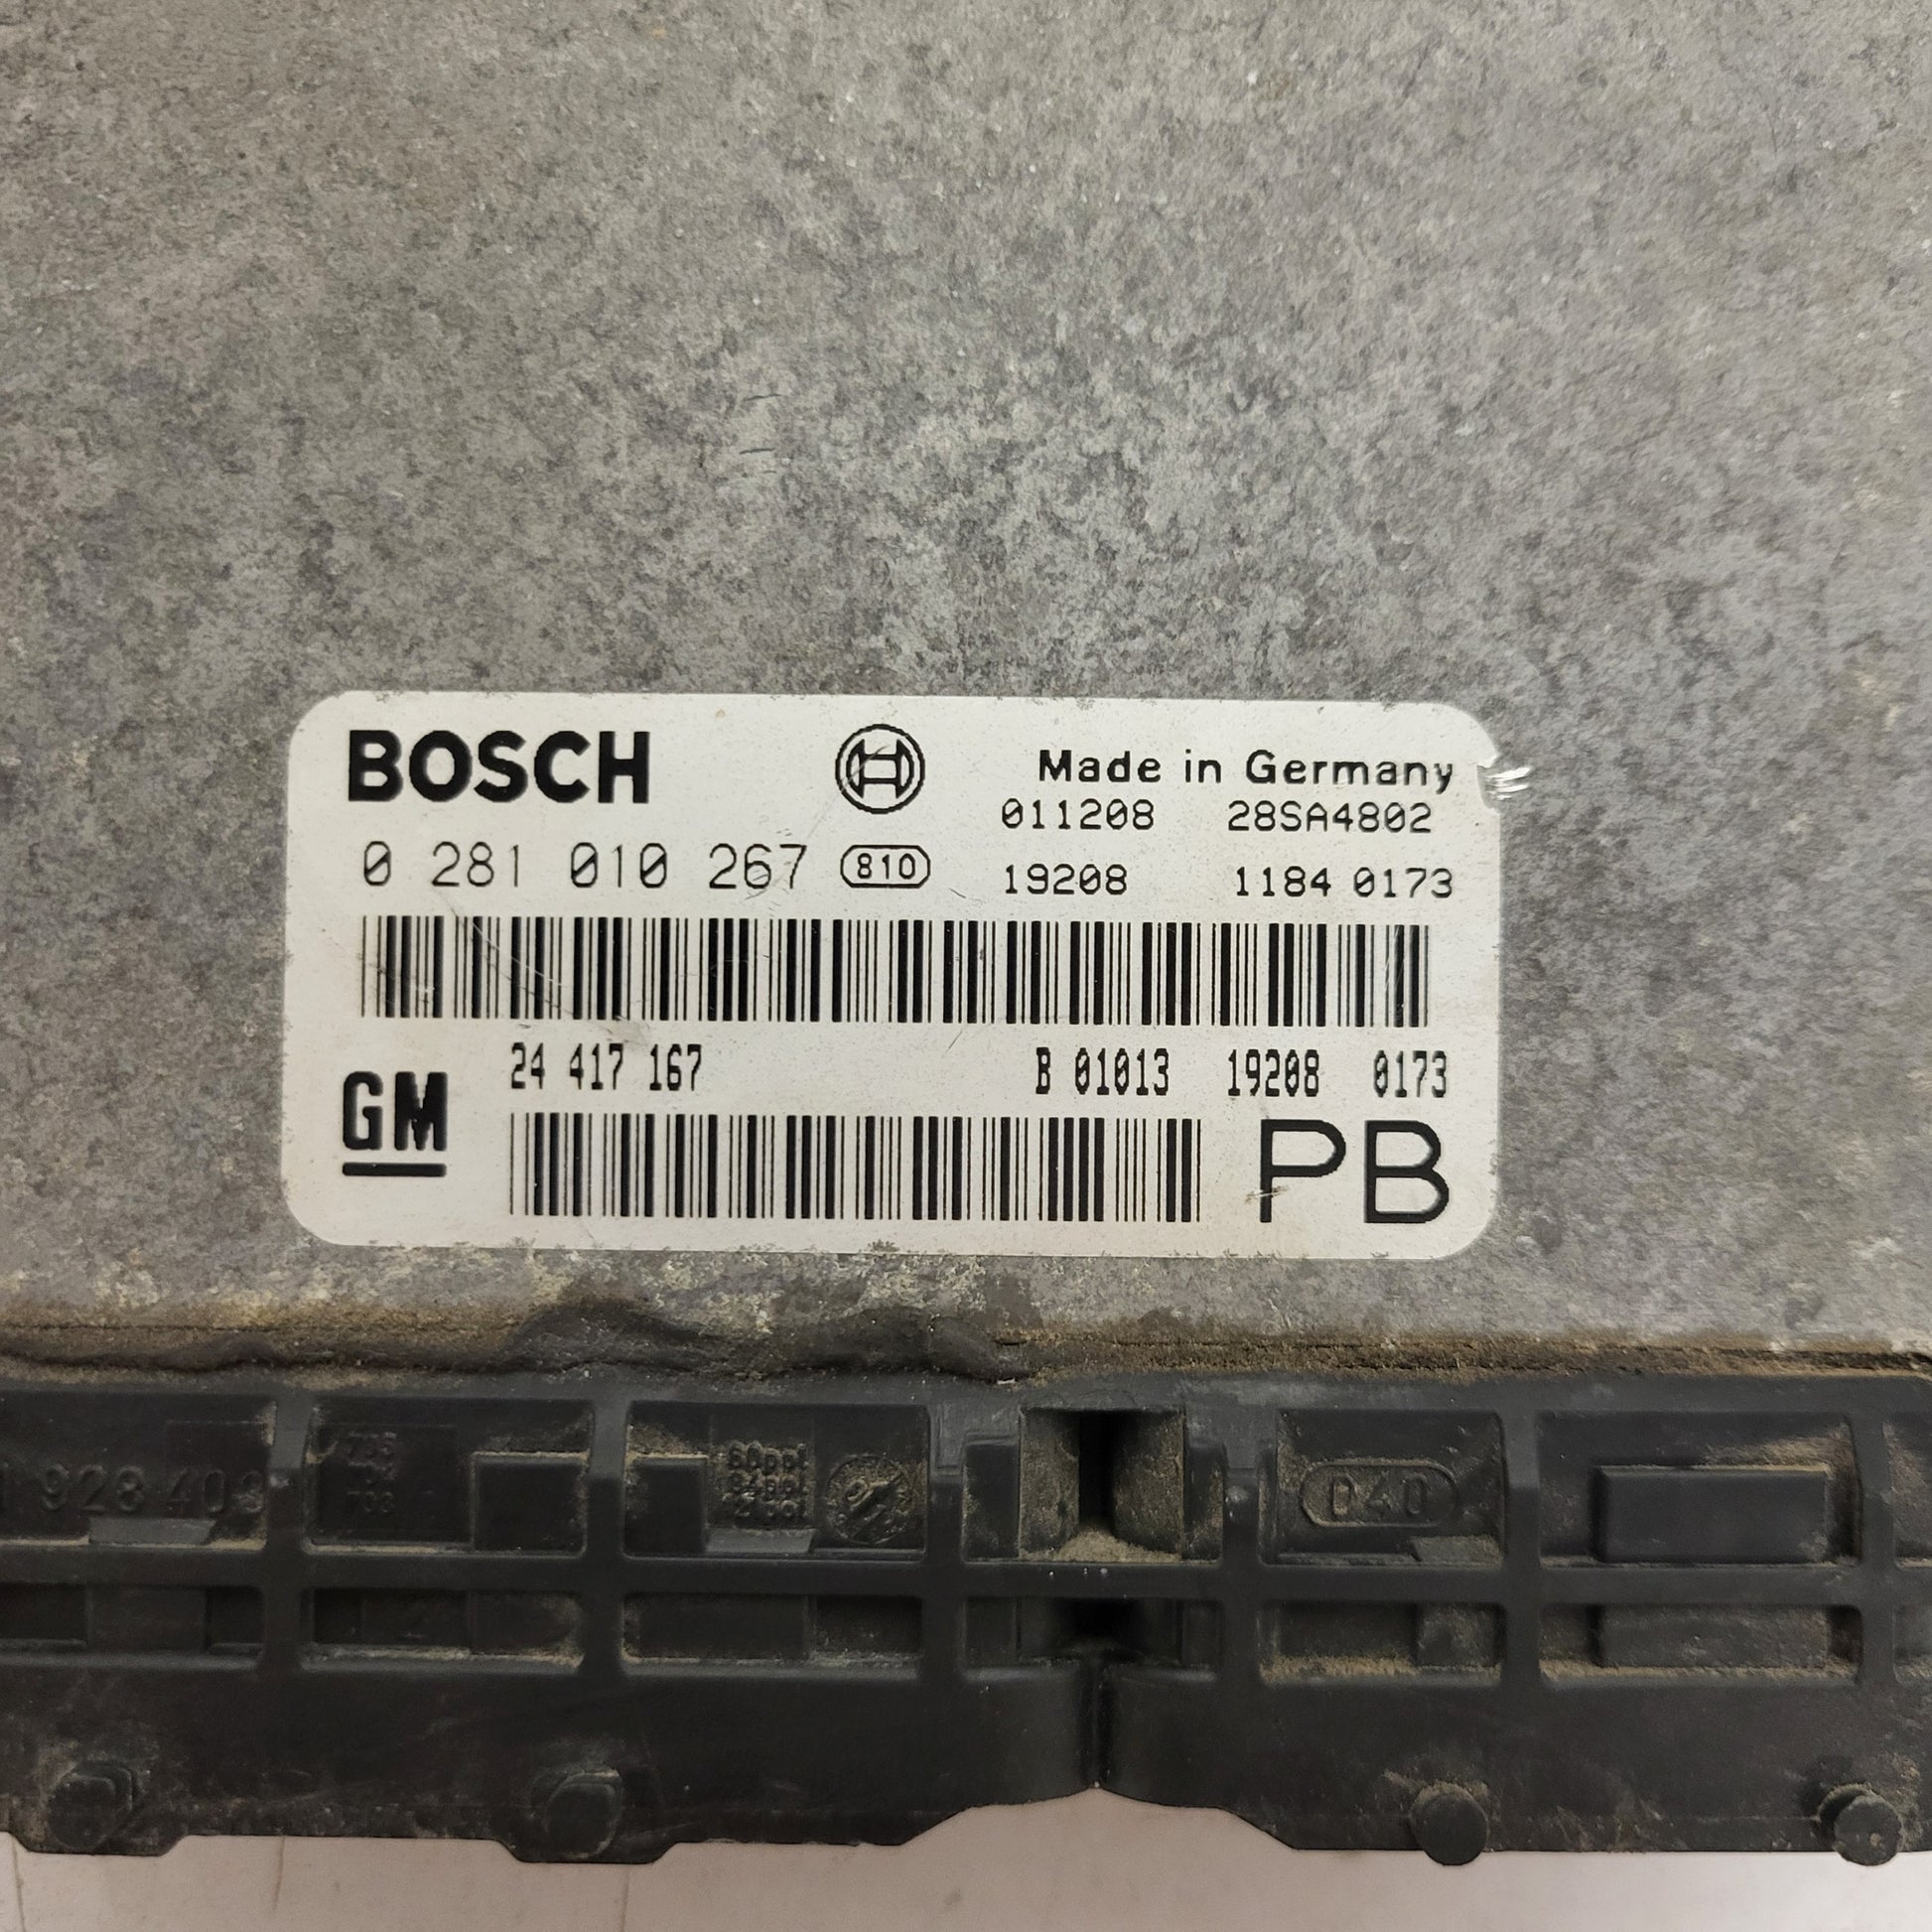 BOSCH
Made in Germany
011208 28SA4802
0 281 010 267 810 19208 1184 0173
24 417 167 B 01013 19208 0173
GM
PB
928 403
040